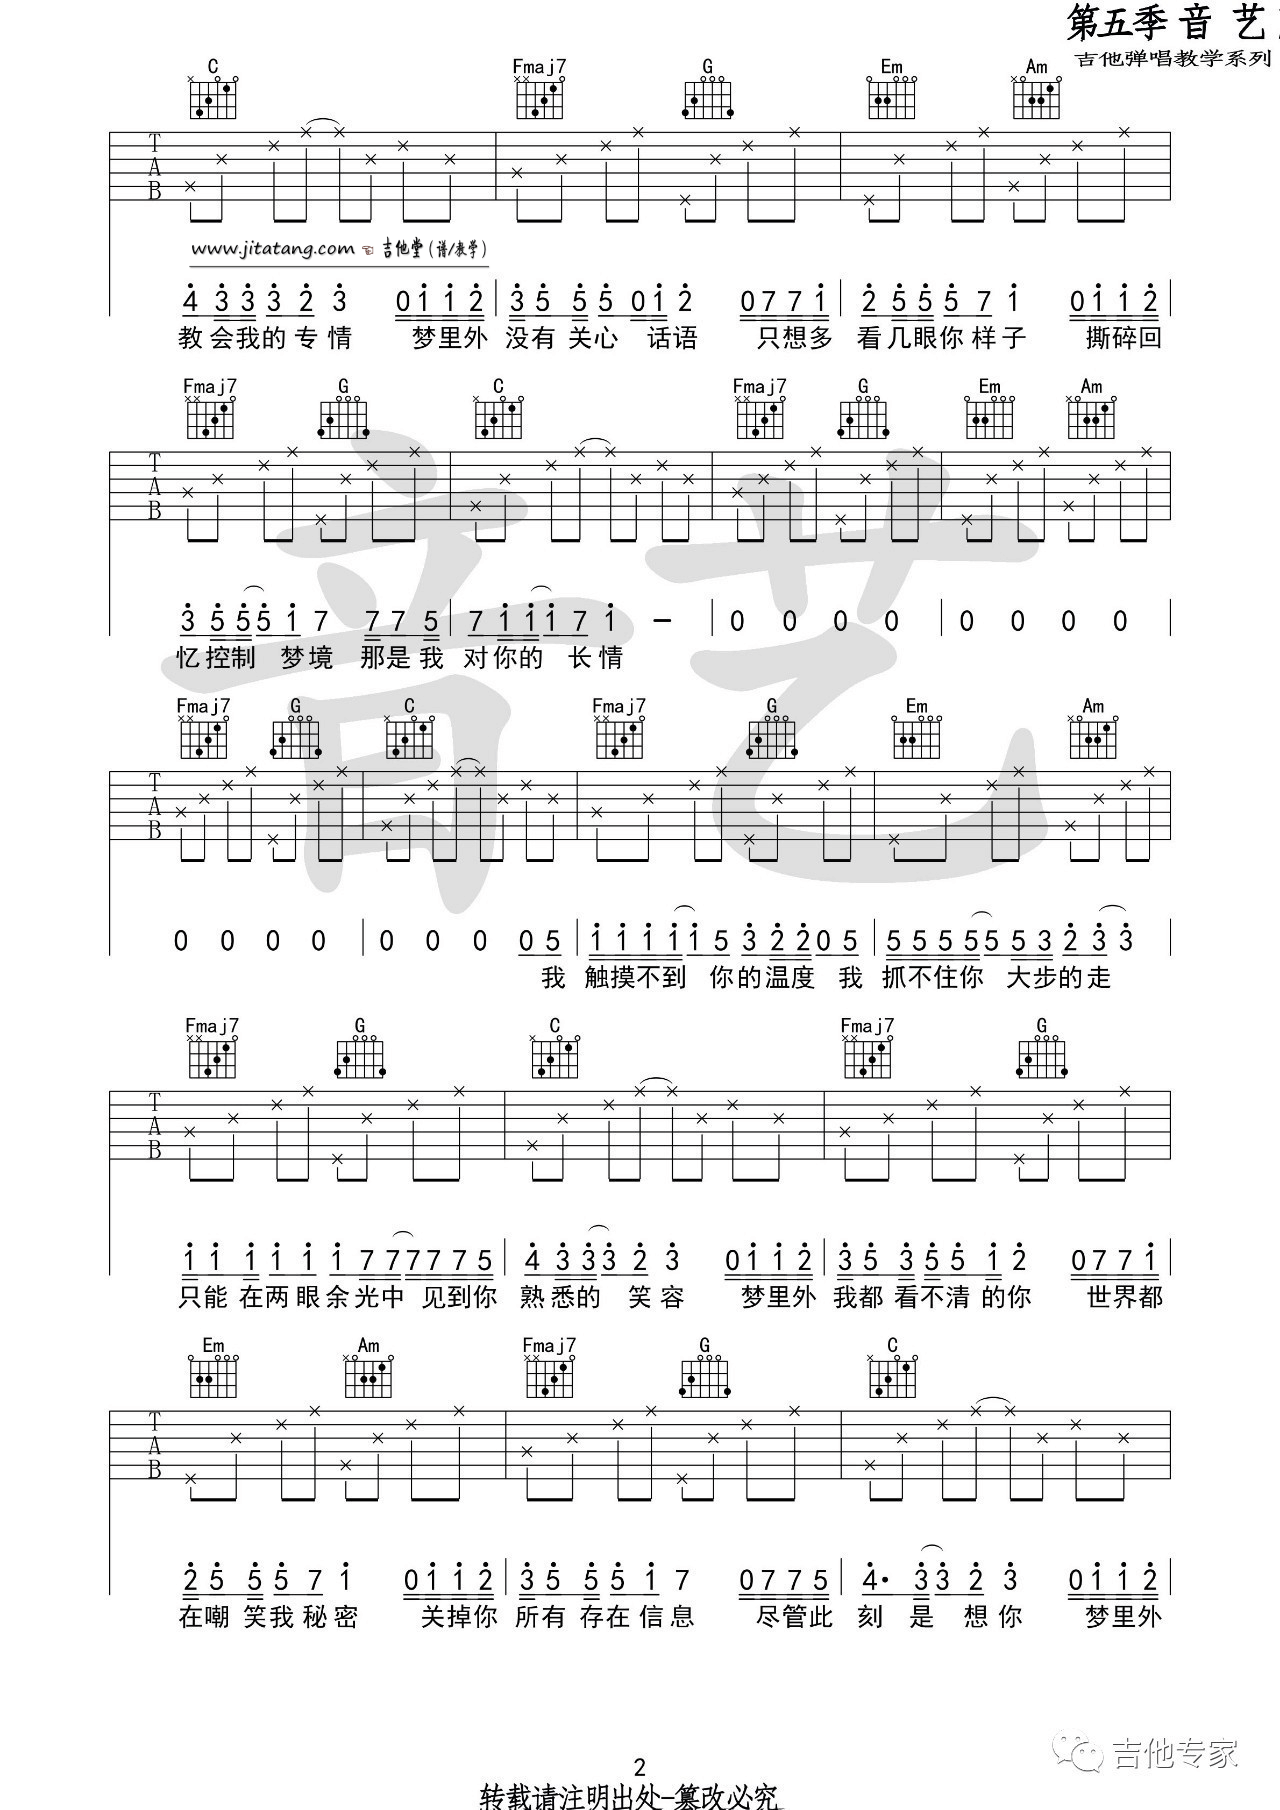 第五季 音 艺
吉他弹唱教学系列
C Fmaj7 G Em Am
T
A
B
www.jitatang.com ☜ 吉他堂(谱/教学)
4 3 3 3 2 3 0 1 1 2 3 5 5 5 0 1 2 0 7 7 1 2 5 5 5 7 1 0 1 1 2
教会我的专情 梦里外 没有关心 话语 只想多 看几眼你样子 撕碎回
Fmaj7 G C Fmaj7 G Em Am
T
A
B
3 5 5 5 1 7 7 7 5 7 1 1 1 7 1 – 0 0 0 0 0 0 0 0
忆控制 梦境 那是我 对你的 长情
Fmaj7 G C Fmaj7 G Em Am
T
A
B
0 0 0 0 0 0 0 0 5 1 1 1 1 1 5 3 2 2 0 5 5 5 5 5 5 5 3 2 3 3
我 触摸不到 你的温度 我 抓不住你 大步的走
Fmaj7 G C Fmaj7 G
T
A
B
1 1 1 1 1 1 7 7 7 7 7 5 4 3 3 3 2 3 0 1 1 2 3 5 3 5 5 1 2 0 7 7 1
只能 在两眼余光中 见到你 熟悉的 笑容 梦里外 我都 看不清的你 世界都
Em Am Fmaj7 G C
T
A
B
2 5 5 5 7 1 0 1 1 2 3 5 5 5 1 7 0 7 7 5 4· 3 3 2 3 0 1 1 2
在嘲 笑我秘密 关掉你 所有 存在信息 尽管此 刻 是 想你 梦里外
音艺
吉他专家
2
转载请注明出处-篡改必究